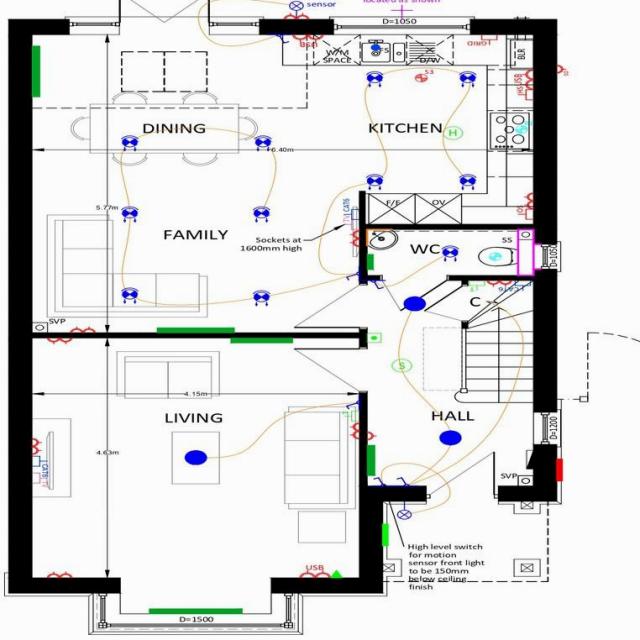 sensor
located as shown
D=1050
W/M
SPACE
FS
D/W
BLR
S3
DINING
KITCHEN
H
6.40m
5.77m
F/F
OV
CAT6
FAMILY
Sockets at
1600mm high
WC
SS
D=1050
C
SVP
4.15m
LIVING
S
HALL
D=1200
4.63m
SVP
USB
High level switch
for motion
sensor front light
to be 150mm
below ceiling
finish
D=1500